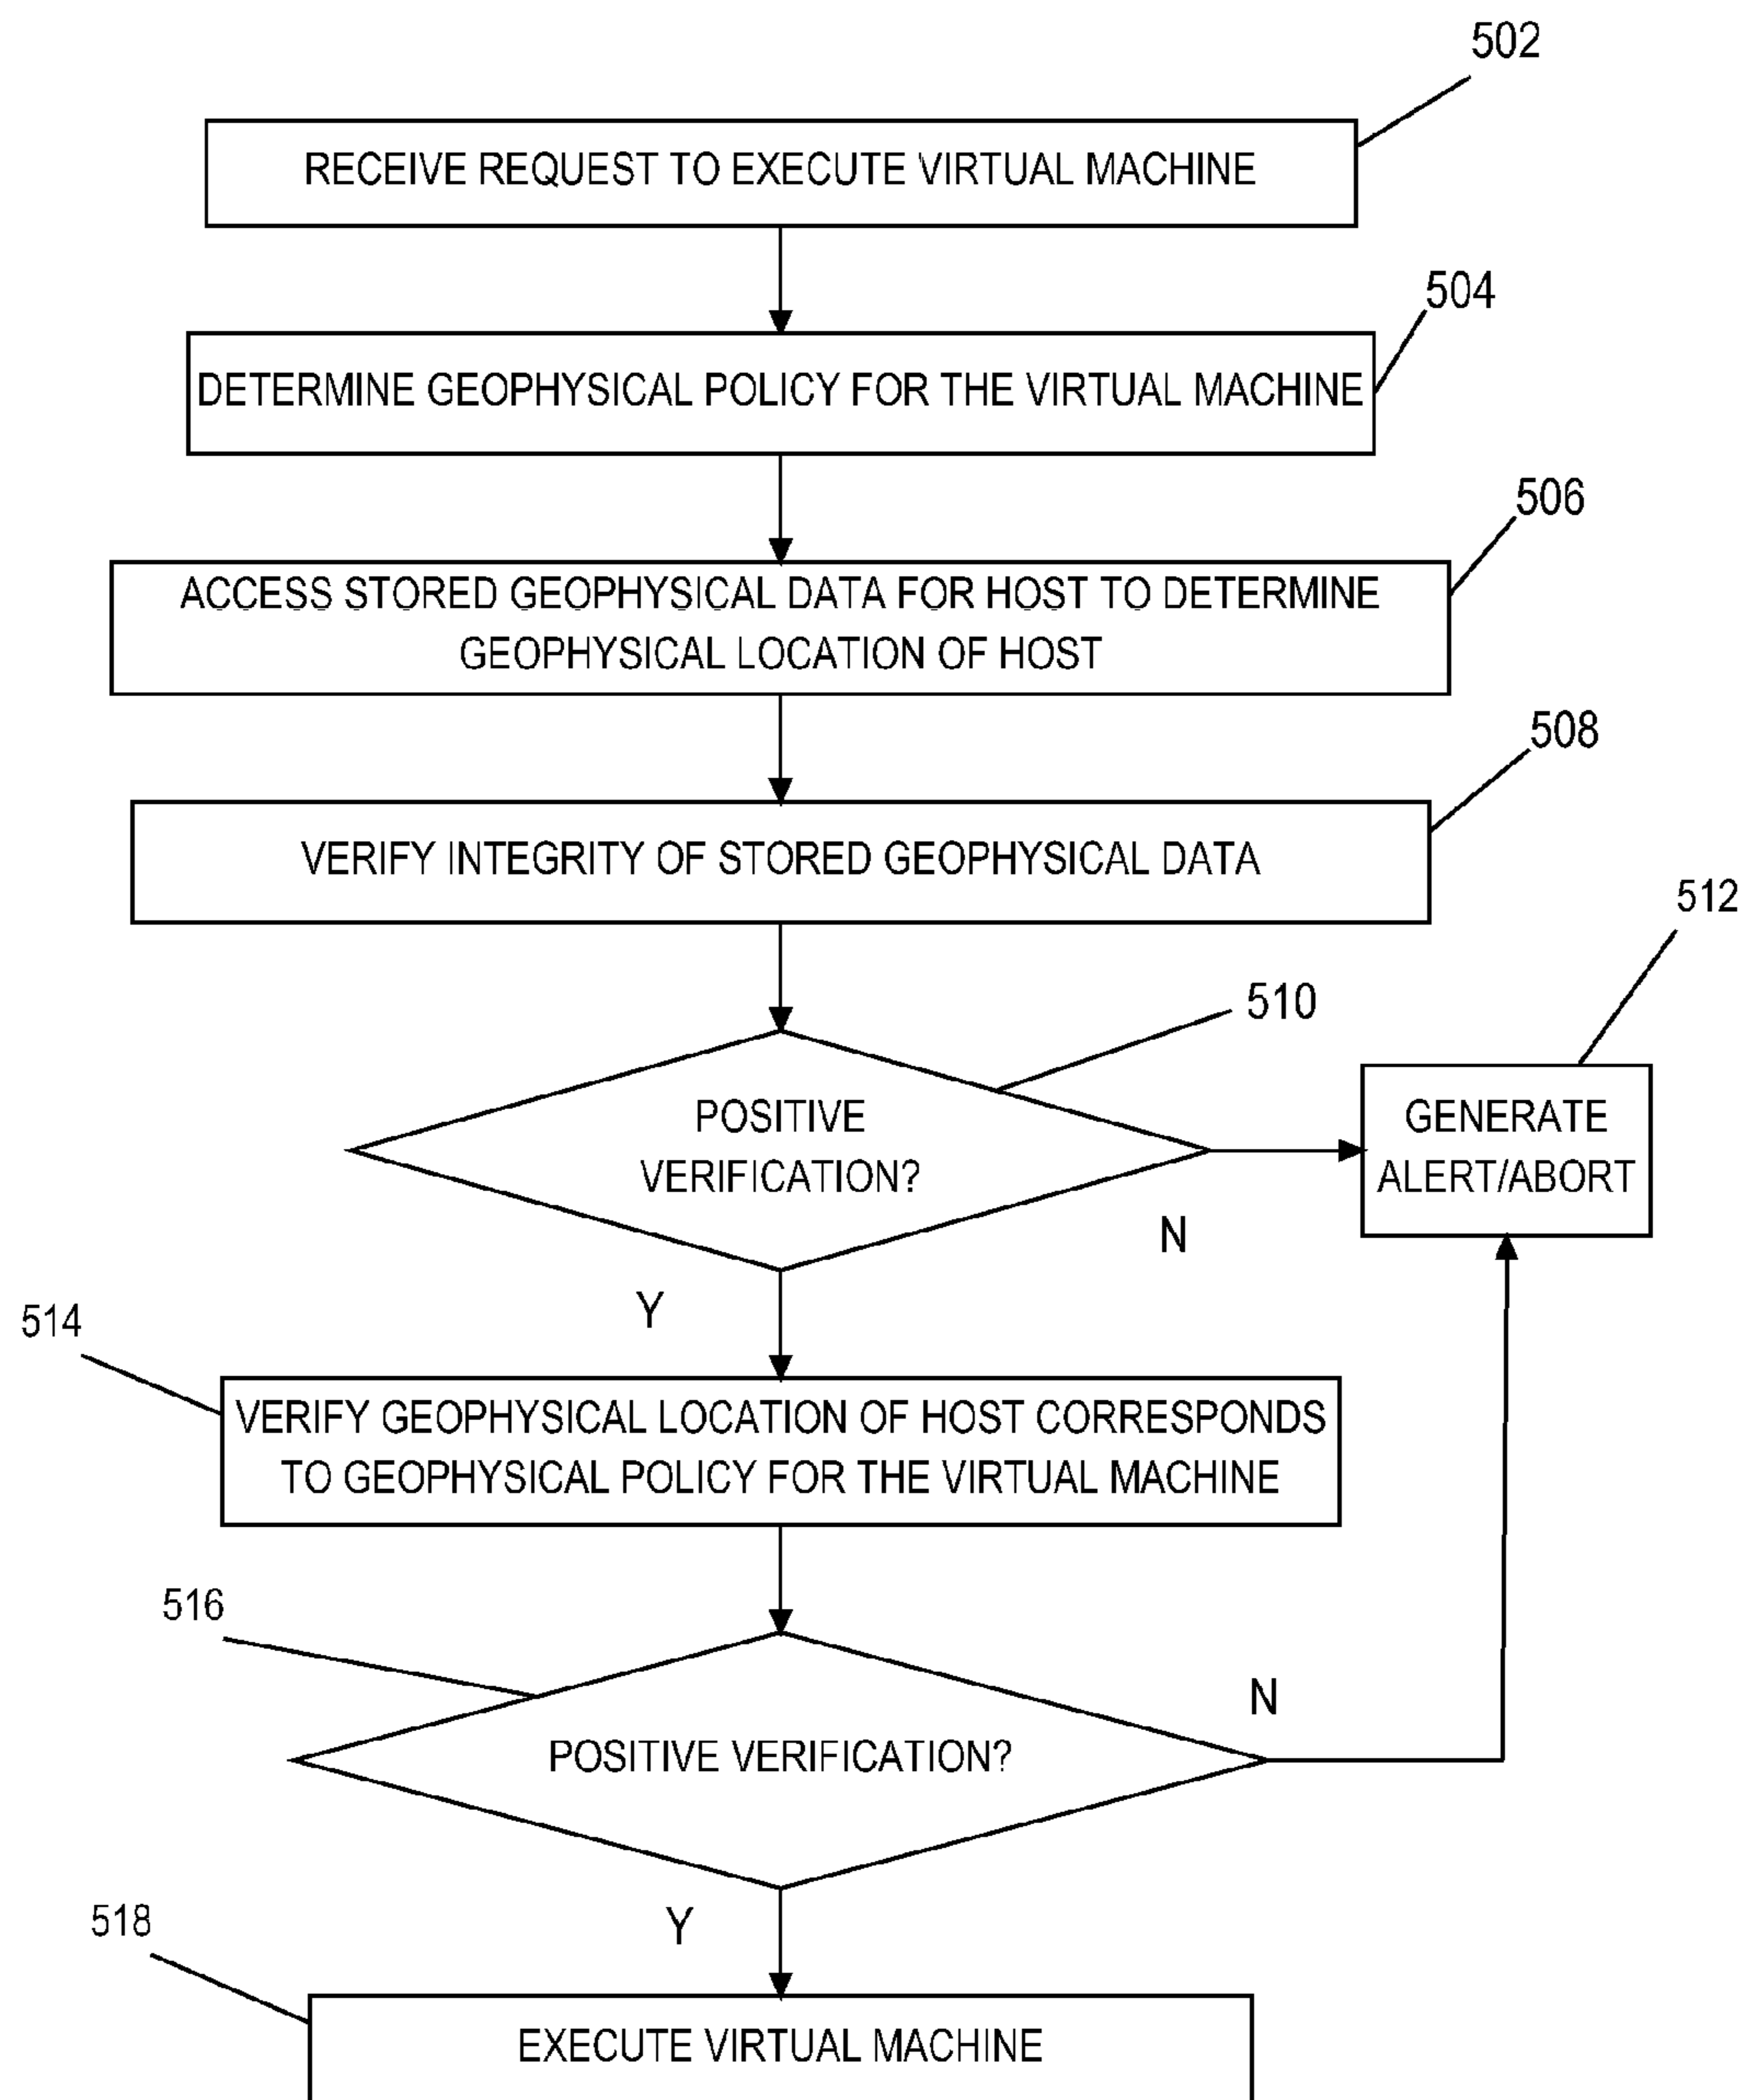 502
RECEIVE REQUEST TO EXECUTE VIRTUAL MACHINE
504
DETERMINE GEOPHYSICAL POLICY FOR THE VIRTUAL MACHINE
506
ACCESS STORED GEOPHYSICAL DATA FOR HOST TO DETERMINE
GEOPHYSICAL LOCATION OF HOST
508
VERIFY INTEGRITY OF STORED GEOPHYSICAL DATA
512
510
POSITIVE
VERIFICATION?
GENERATE
ALERT/ABORT
N
Y
514
VERIFY GEOPHYSICAL LOCATION OF HOST CORRESPONDS
TO GEOPHYSICAL POLICY FOR THE VIRTUAL MACHINE
516
N
POSITIVE VERIFICATION?
Y
518
EXECUTE VIRTUAL MACHINE